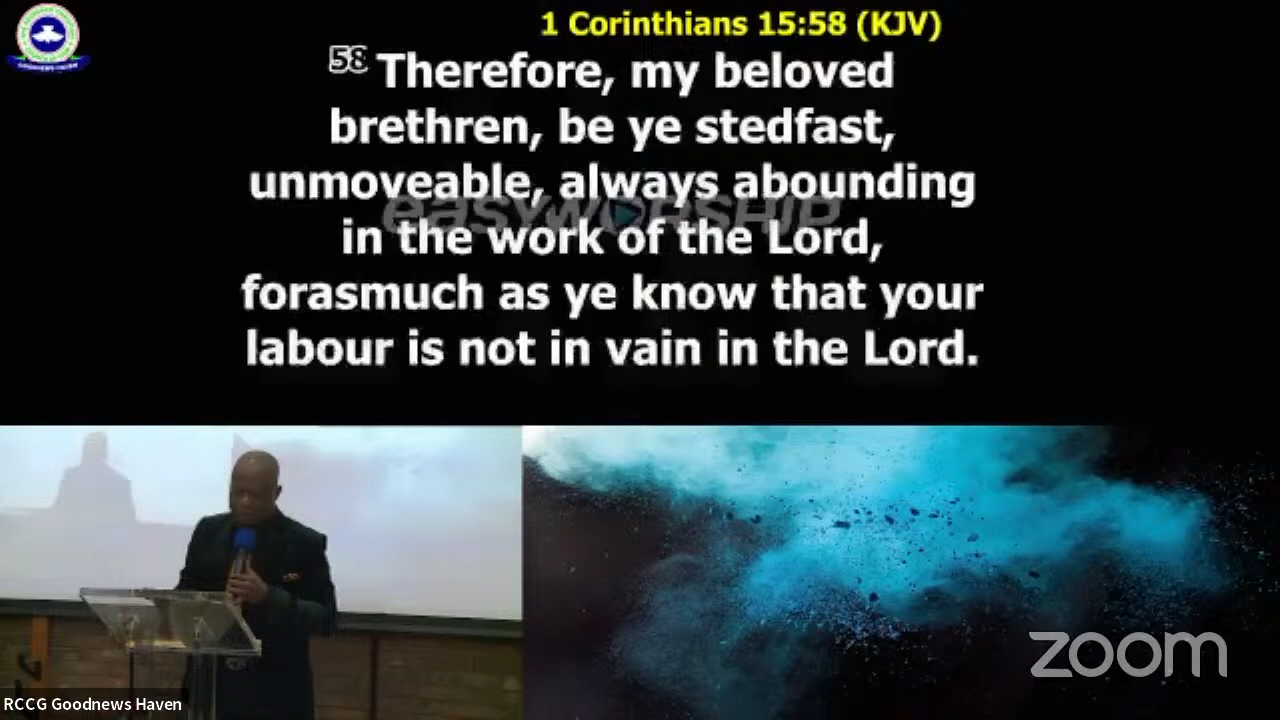 1 Corinthians 15:58 (KJV)
58 Therefore, my beloved
brethren, be ye stedfast,
unmoveable, always abounding
in the work of the Lord,
forasmuch as ye know that your
labour is not in vain in the Lord.
easyworship
zoom
RCCG Goodnews Haven